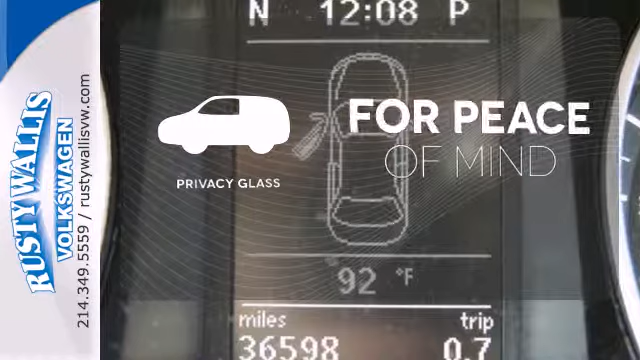 RUSTY WALLIS
VOLKSWAGEN
214.349.5559 / rustywallisvw.com
N 12:08 P
PRIVACY GLASS
FOR PEACE
OF MIND
92 °F
miles trip
36598 0.7